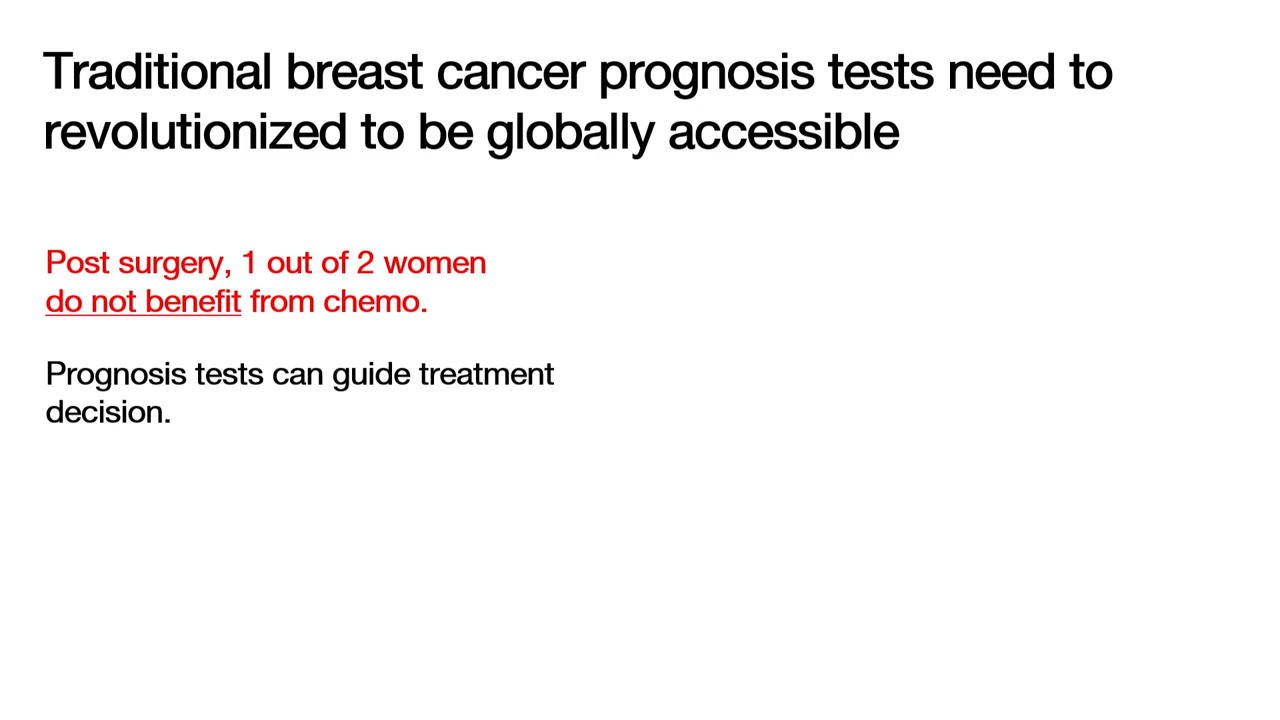 Traditional breast cancer prognosis tests need to
revolutionized to be globally accessible
Post surgery, 1 out of 2 women
do not benefit from chemo.
Prognosis tests can guide treatment
decision.